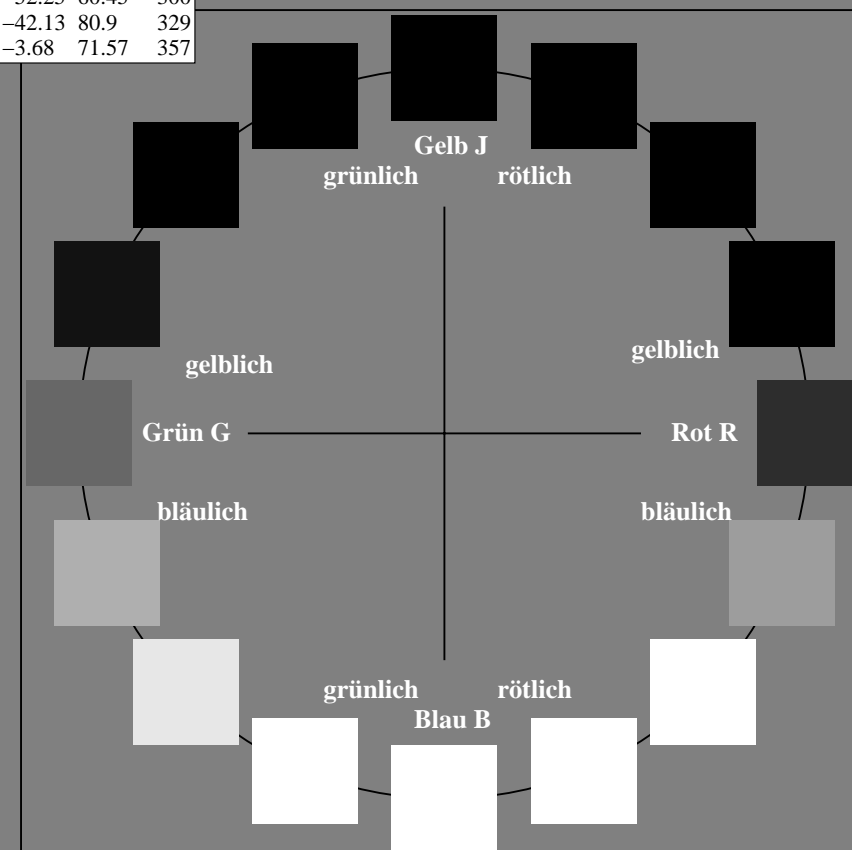 −42.13 80.9 329
−3.68 71.57 357
Gelb J
grünlich rötlich
gelblich
gelblich
Grün G Rot R
bläulich bläulich
grünlich rötlich
Blau B